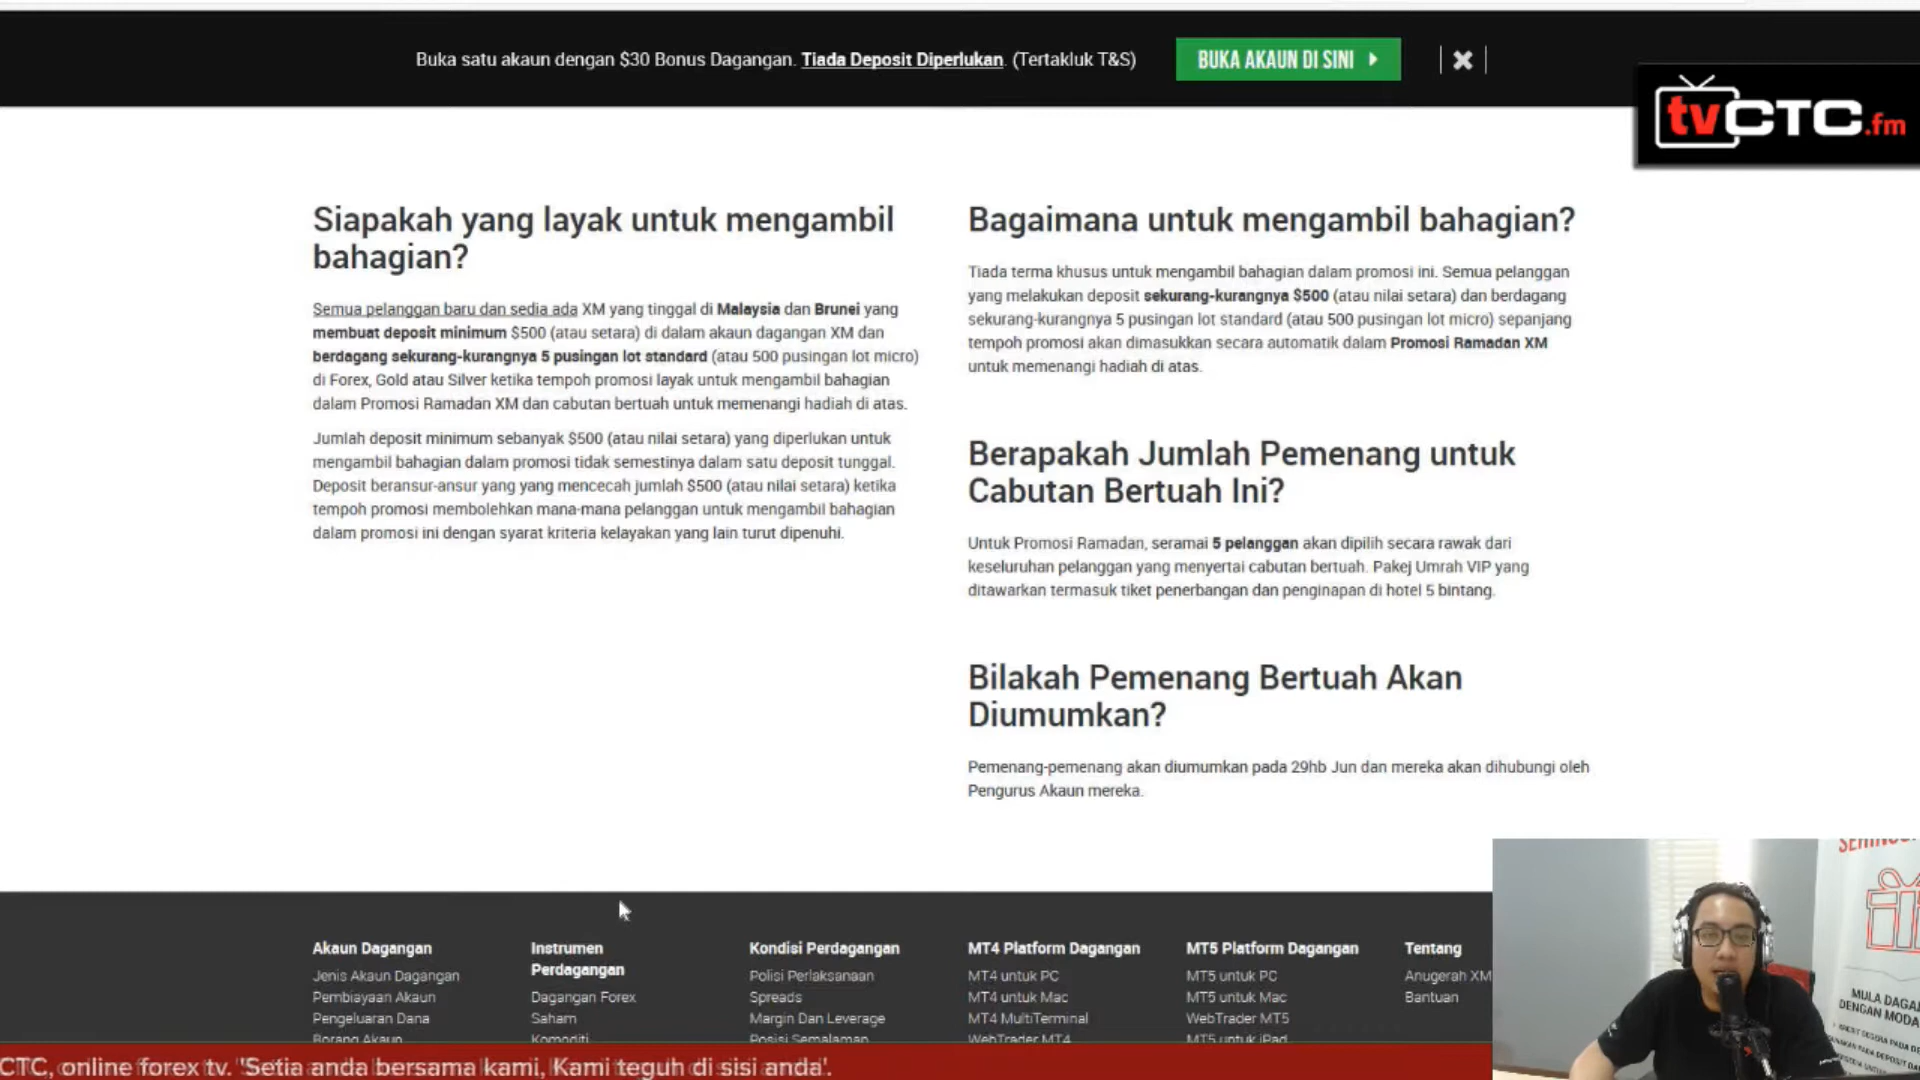 Buka satu akaun dengan $30 Bonus Dagangan. Tiada Deposit Diperlukan. (Tertakluk T&S)
BUKA AKAUN DI SINI
tvCTC.fm
Siapakah yang layak untuk mengambil
bahagian?
Semua pelanggan baru dan sedia ada XM yang tinggal di Malaysia dan Brunei yang
membuat deposit minimum $500 (atau setara) di dalam akaun dagangan XM dan
berdagang sekurang-kurangnya 5 pusingan lot standard (atau 500 pusingan lot micro)
di Forex, Gold atau Silver ketika tempoh promosi layak untuk mengambil bahagian
dalam Promosi Ramadan XM dan cabutan bertuah untuk memenangi hadiah di atas.
Jumlah deposit minimum sebanyak $500 (atau nilai setara) yang diperlukan untuk
mengambil bahagian dalam promosi tidak semestinya dalam satu deposit tunggal.
Deposit beransur-ansur yang yang mencecah jumlah $500 (atau nilai setara) ketika
tempoh promosi membolehkan mana-mana pelanggan untuk mengambil bahagian
dalam promosi ini dengan syarat kriteria kelayakan yang lain turut dipenuhi.
Bagaimana untuk mengambil bahagian?
Tiada terma khusus untuk mengambil bahagian dalam promosi ini. Semua pelanggan
yang melakukan deposit sekurang-kurangnya $500 (atau nilai setara) dan berdagang
sekurang-kurangnya 5 pusingan lot standard (atau 500 pusingan lot micro) sepanjang
tempoh promosi akan dimasukkan secara automatik dalam Promosi Ramadan XM
untuk memenangi hadiah di atas.
Berapakah Jumlah Pemenang untuk
Cabutan Bertuah Ini?
Untuk Promosi Ramadan, seramai 5 pelanggan akan dipilih secara rawak dari
keseluruhan pelanggan yang menyertai cabutan bertuah. Pakej Umrah VIP yang
ditawarkan termasuk tiket penerbangan dan penginapan di hotel 5 bintang.
Bilakah Pemenang Bertuah Akan
Diumumkan?
Pemenang-pemenang akan diumumkan pada 29hb Jun dan mereka akan dihubungi oleh
Pengurus Akaun mereka.
Akaun Dagangan
Jenis Akaun Dagangan
Pembiayaan Akaun
Pengeluaran Dana
Borang Akaun
Instrumen
Perdagangan
Dagangan Forex
Saham
Komoditi
Kondisi Perdagangan
Polisi Perlaksanaan
Spreads
Margin Dan Leverage
Posisi Semalaman
MT4 Platform Dagangan
MT4 untuk PC
MT4 untuk Mac
MT4 MultiTerminal
WebTrader MT4
MT5 Platform Dagangan
MT5 untuk PC
MT5 untuk Mac
WebTrader MT5
MT5 untuk iPad
Tentang
Anugerah XM
Bantuan
MULA DAGA
DENGAN MODA
CTC, online forex tv. "Setia anda bersama kami, Kami teguh di sisi anda'.